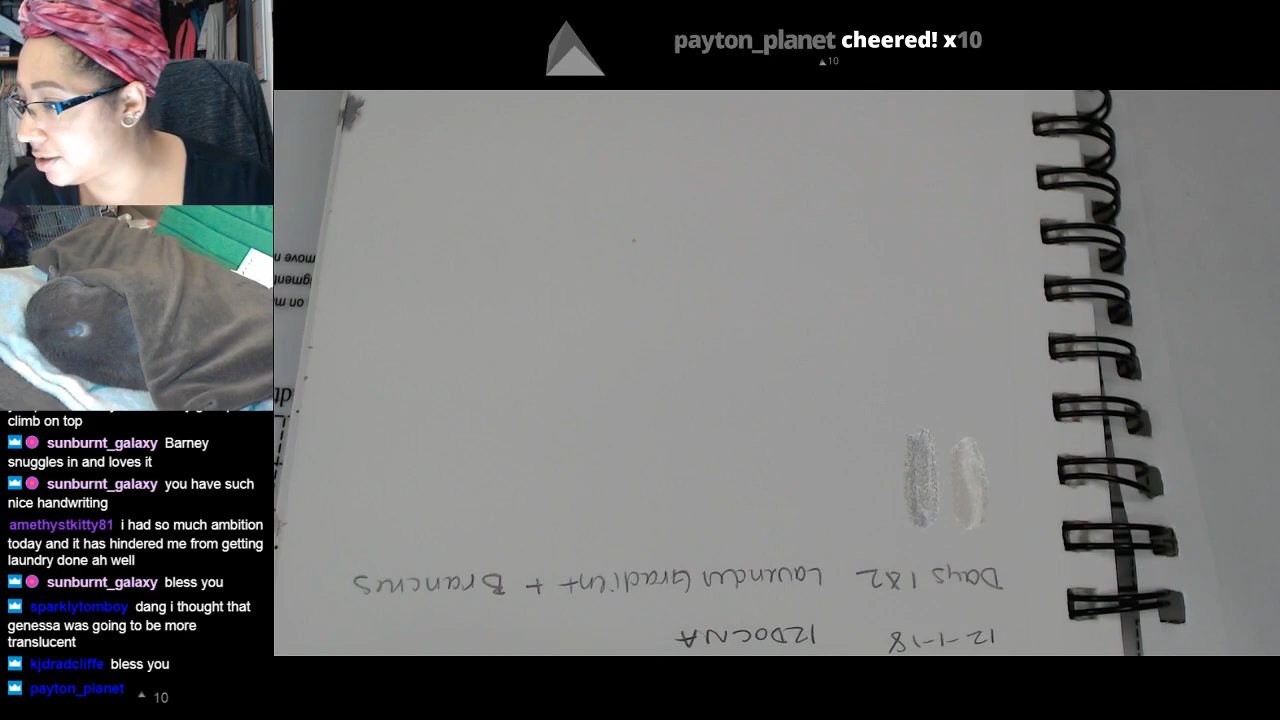 payton_planet cheered! x10
10
climb on top
sunburnt_galaxy Barney
snuggles in and loves it
sunburnt_galaxy you have such
nice handwriting
amethystkitty81 i had so much ambition
today and it has hindered me from getting
laundry done ah well
sunburnt_galaxy bless you
sparklytomboy dang i thought that
genessa was going to be more
translucent
kjdradcliffe bless you
payton_planet 10
12-1-18 12DOCNA
Days 1&2 Lavender Gradient + Branches
move
on